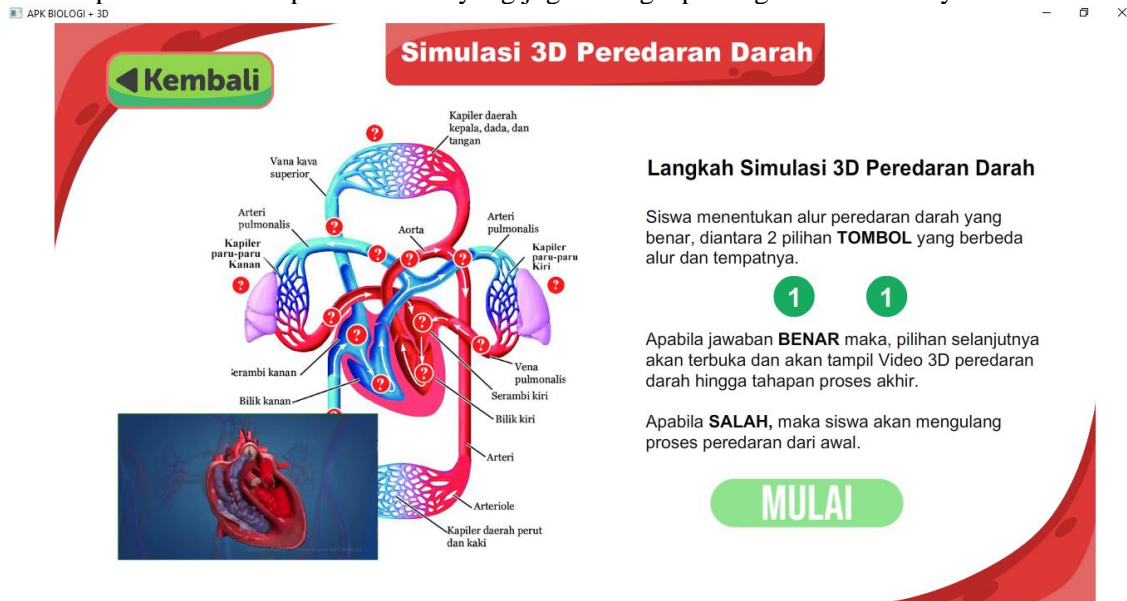 APK BIOLOGI + 3D
Simulasi 3D Peredaran Darah
Kembali
Kapiler daerah
kepala, dada, dan
tangan
Vana kava
superior
Arteri
pulmonalis
Aorta
Arteri
pulmonalis
Kapiler
paru-paru
Kanan
Kapiler
paru-paru
Kiri
?
?
?
?
?
?
?
?
?
?
?
?
?
erambi kanan
Bilik kanan
Vena
pulmonalis
Serambi kiri
Bilik kiri
Arteri
Arteriole
Kapiler daerah perut
dan kaki
Langkah Simulasi 3D Peredaran Darah
Siswa menentukan alur peredaran darah yang
benar, diantara 2 pilihan TOMBOL yang berbeda
alur dan tempatnya.
1 1
Apabila jawaban BENAR maka, pilihan selanjutnya
akan terbuka dan akan tampil Video 3D peredaran
darah hingga tahapan proses akhir.
Apabila SALAH, maka siswa akan mengulang
proses peredaran dari awal.
MULAI